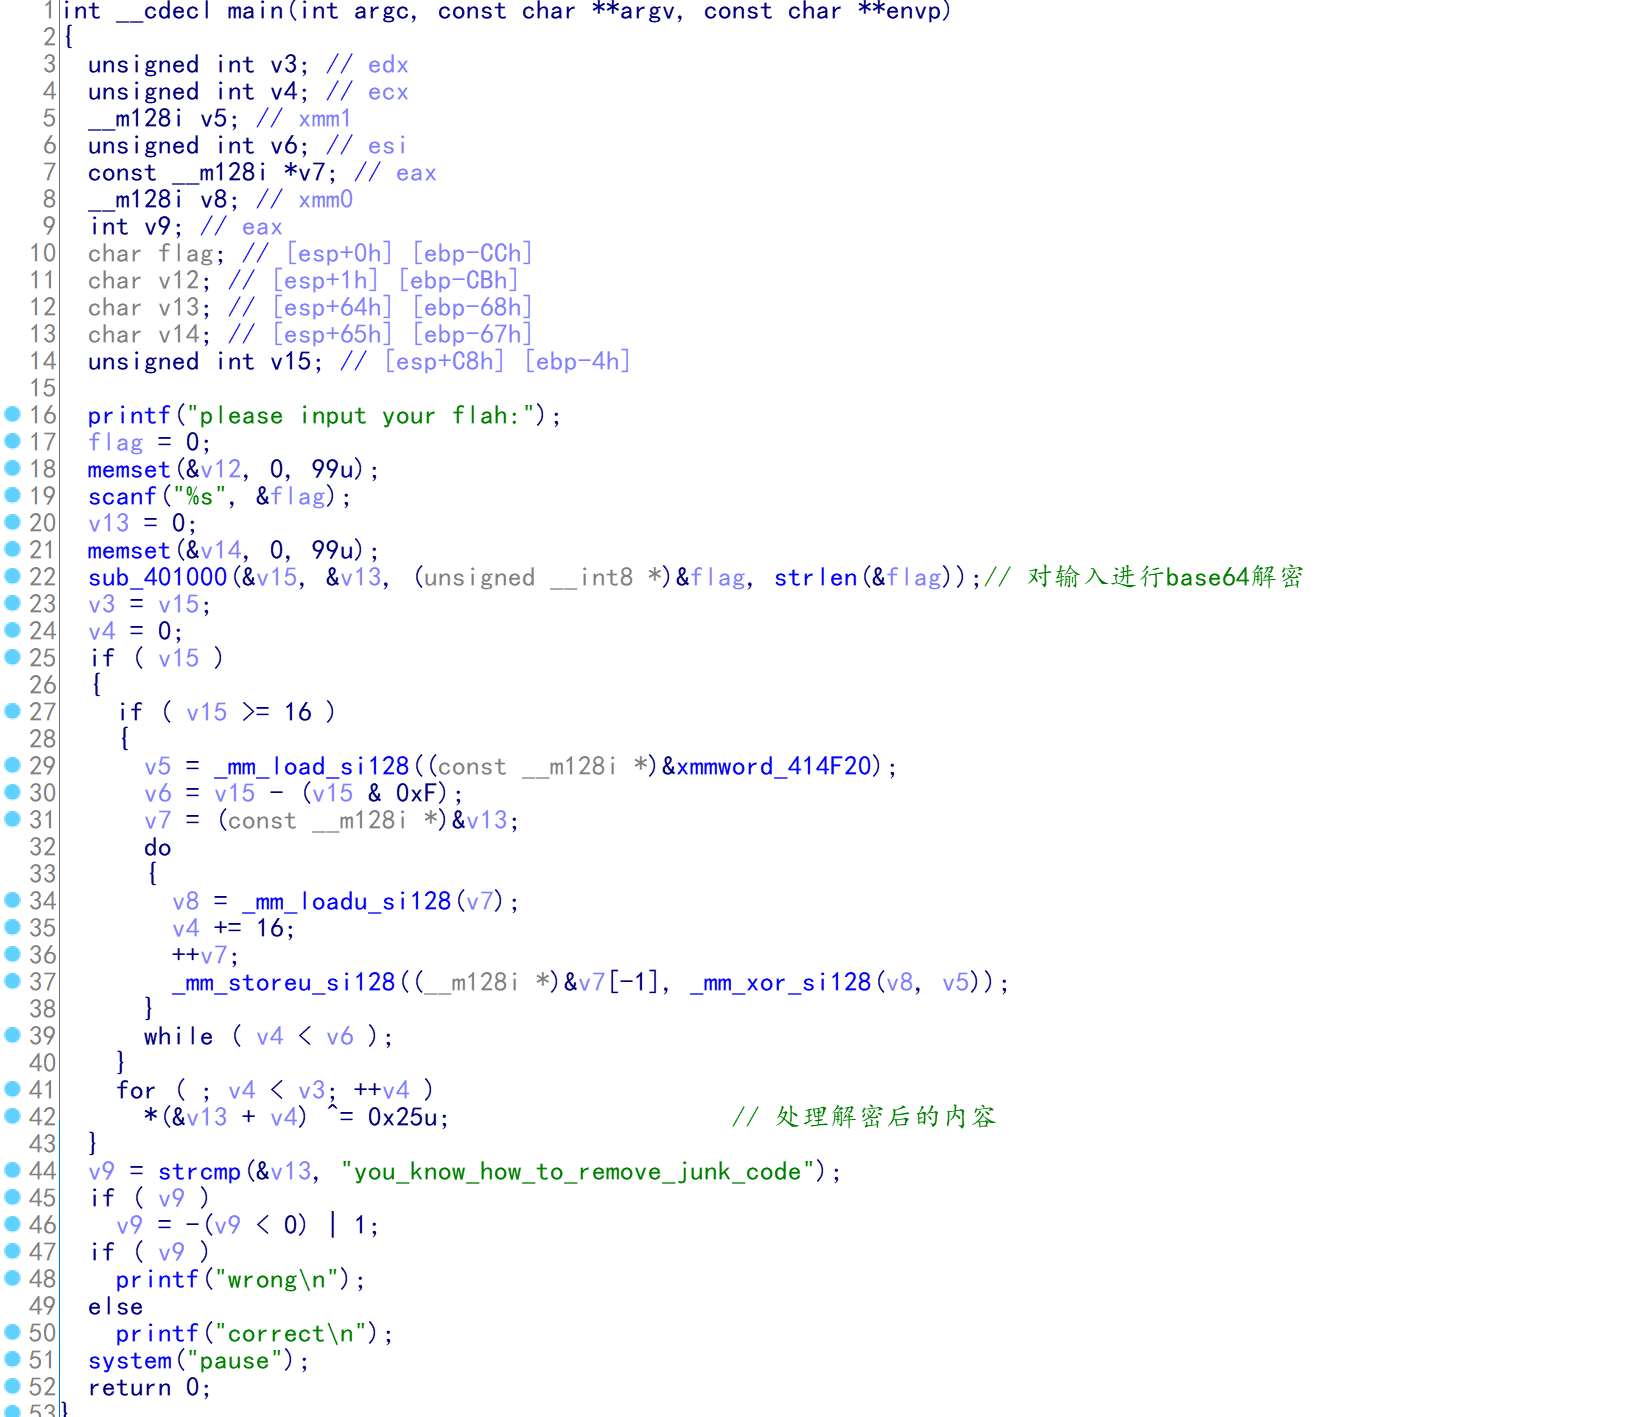 1 int __cdecl main(int argc, const char **argv, const char **envp)
2 {
3   unsigned int v3; // edx
4   unsigned int v4; // ecx
5   __m128i v5; // xmm1
6   unsigned int v6; // esi
7   const __m128i *v7; // eax
8   __m128i v8; // xmm0
9   int v9; // eax
10   char flag; // [esp+0h] [ebp-CCh]
11   char v12; // [esp+1h] [ebp-CBh]
12   char v13; // [esp+64h] [ebp-68h]
13   char v14; // [esp+65h] [ebp-67h]
14   unsigned int v15; // [esp+C8h] [ebp-4h]
15
16   printf("please input your flah:");
17   flag = 0;
18   memset(&v12, 0, 99u);
19   scanf("%s", &flag);
20   v13 = 0;
21   memset(&v14, 0, 99u);
22   sub_401000(&v15, &v13, (unsigned __int8 *)&flag, strlen(&flag));// 对输入进行base64解密
23   v3 = v15;
24   v4 = 0;
25   if ( v15 )
26   {
27     if ( v15 >= 16 )
28     {
29       v5 = _mm_load_si128((const __m128i *)&xmmword_414F20);
30       v6 = v15 - (v15 & 0xF);
31       v7 = (const __m128i *)&v13;
32       do
33       {
34         v8 = _mm_loadu_si128(v7);
35         v4 += 16;
36         ++v7;
37         _mm_storeu_si128((__m128i *)&v7[-1], _mm_xor_si128(v8, v5));
38       }
39       while ( v4 < v6 );
40     }
41     for ( ; v4 < v3; ++v4 )
42       *(&v13 + v4) ^= 0x25u;                    // 处理解密后的内容
43   }
44   v9 = strcmp(&v13, "you_know_how_to_remove_junk_code");
45   if ( v9 )
46     v9 = -(v9 < 0) | 1;
47   if ( v9 )
48     printf("wrong\n");
49   else
50     printf("correct\n");
51   system("pause");
52   return 0;
53 }